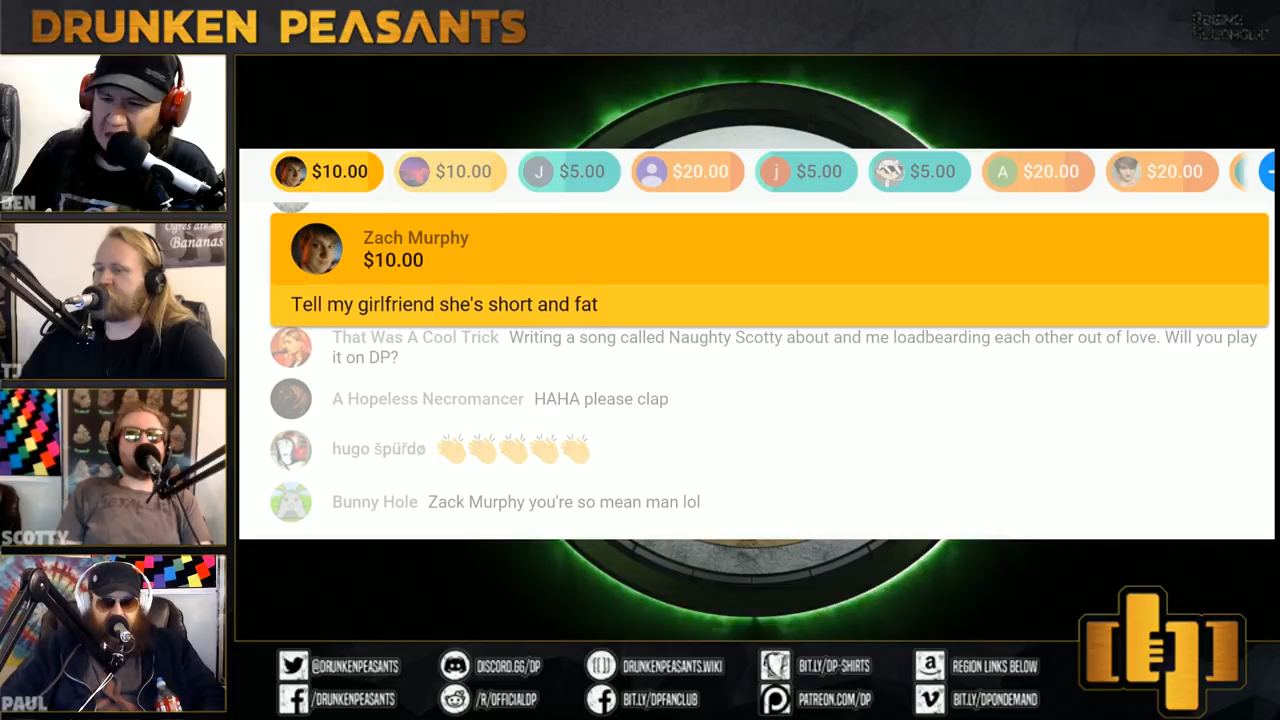 DRUNKEN PEASANTS
BEN
Ogres are
Bananas
TJ
SCOTTY
PAUL
$10.00
$10.00
J $5.00
$20.00
j $5.00
$5.00
A $20.00
$20.00
Zach Murphy
$10.00
Tell my girlfriend she's short and fat
That Was A Cool Trick Writing a song called Naughty Scotty about and me loadbearding each other out of love. Will you play
it on DP?
A Hopeless Necromancer HAHA please clap
hugo špüřdø 👏👏👏👏👏
Bunny Hole Zack Murphy you're so mean man lol
@DRUNKENPEASANTS
DISCORD.GG/DP
DRUNKENPEASANTS.WIKI
BIT.LY/DP-SHIRTS
REGION LINKS BELOW
/DRUNKENPEASANTS
/R/OFFICIALDP
BIT.LY/DPFANCLUB
PATREON.COM/DP
BIT.LY/DPONDEMAND